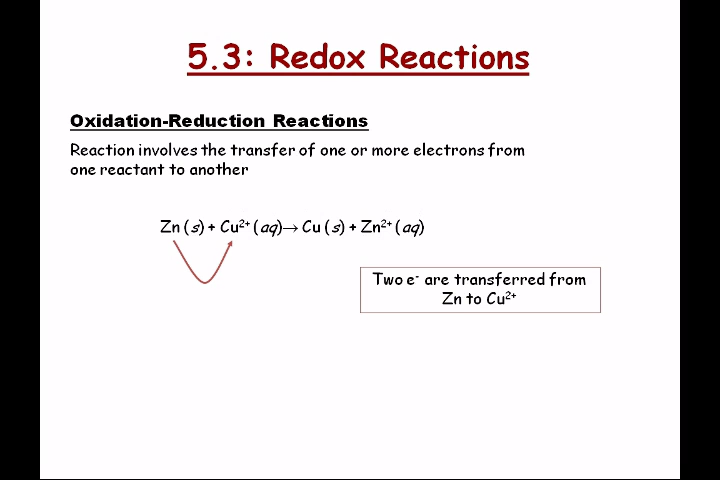 5.3: Redox Reactions
Oxidation-Reduction Reactions
Reaction involves the transfer of one or more electrons from
one reactant to another
Zn (s) + Cu²⁺ (aq)→ Cu (s) + Zn²⁺ (aq)
Two e⁻ are transferred from
Zn to Cu²⁺